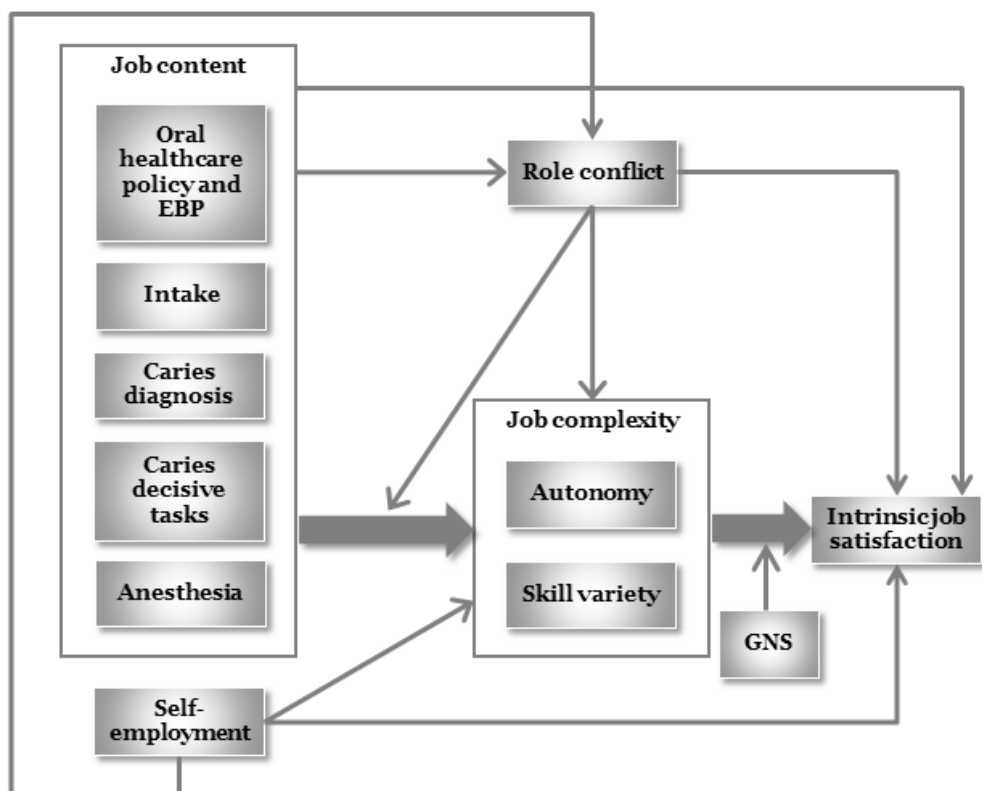 Job content
Oral
healthcare
policy and
EBP
Intake
Caries
diagnosis
Caries
decisive
tasks
Anesthesia
Self-
employment
Role conflict
Job complexity
Autonomy
Skill variety
GNS
Intrinsic job
satisfaction